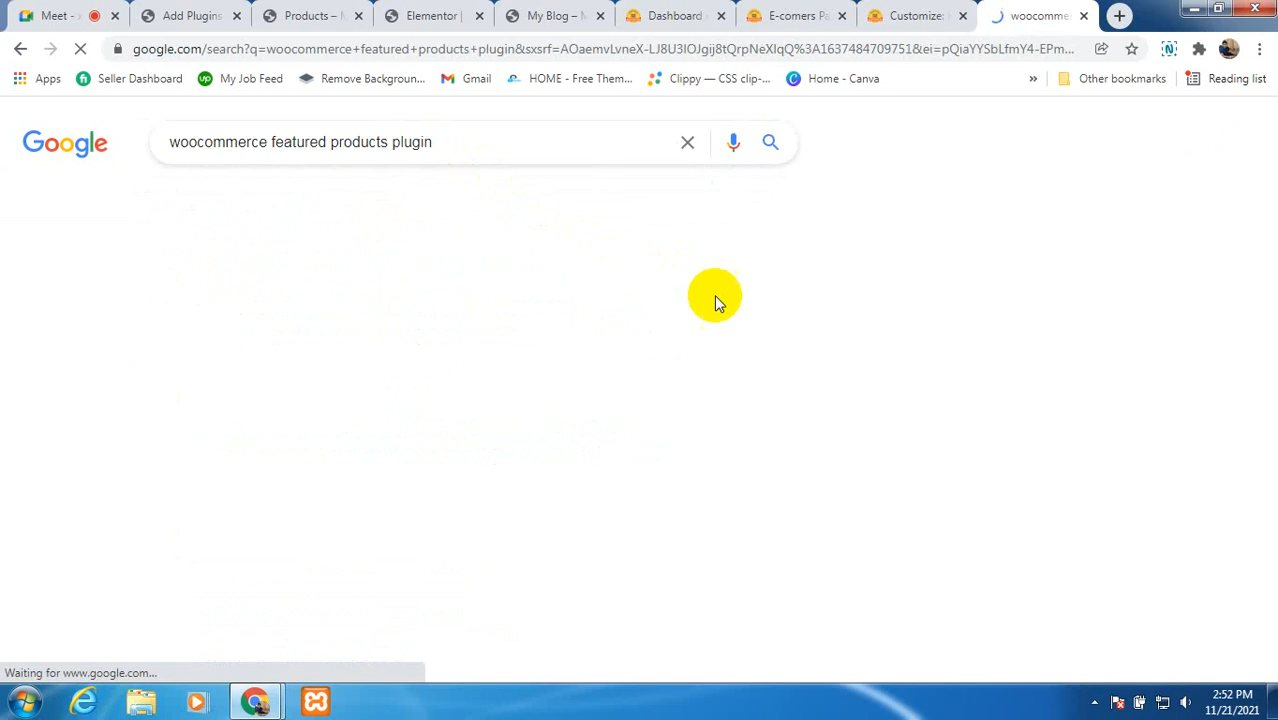 Meet - x
Add Plugins
Products – M
Elementor |
My Blog – M
Dashboard
E-comers Pa
Customize:
woocomme
google.com/search?q=woocommerce+featured+products+plugin&sxsrf=AOaemvLvneX-LJ8U3IOJgij8tQrpNeXIqQ%3A1637484709751&ei=pQiaYYSbLfmY4-EPm...
Apps
Seller Dashboard
My Job Feed
Remove Backgroun...
Gmail
HOME - Free Them...
Clippy — CSS clip-...
Home - Canva
»
Other bookmarks
Reading list
Google
woocommerce featured products plugin
Waiting for www.google.com...
2:52 PM
11/21/2021